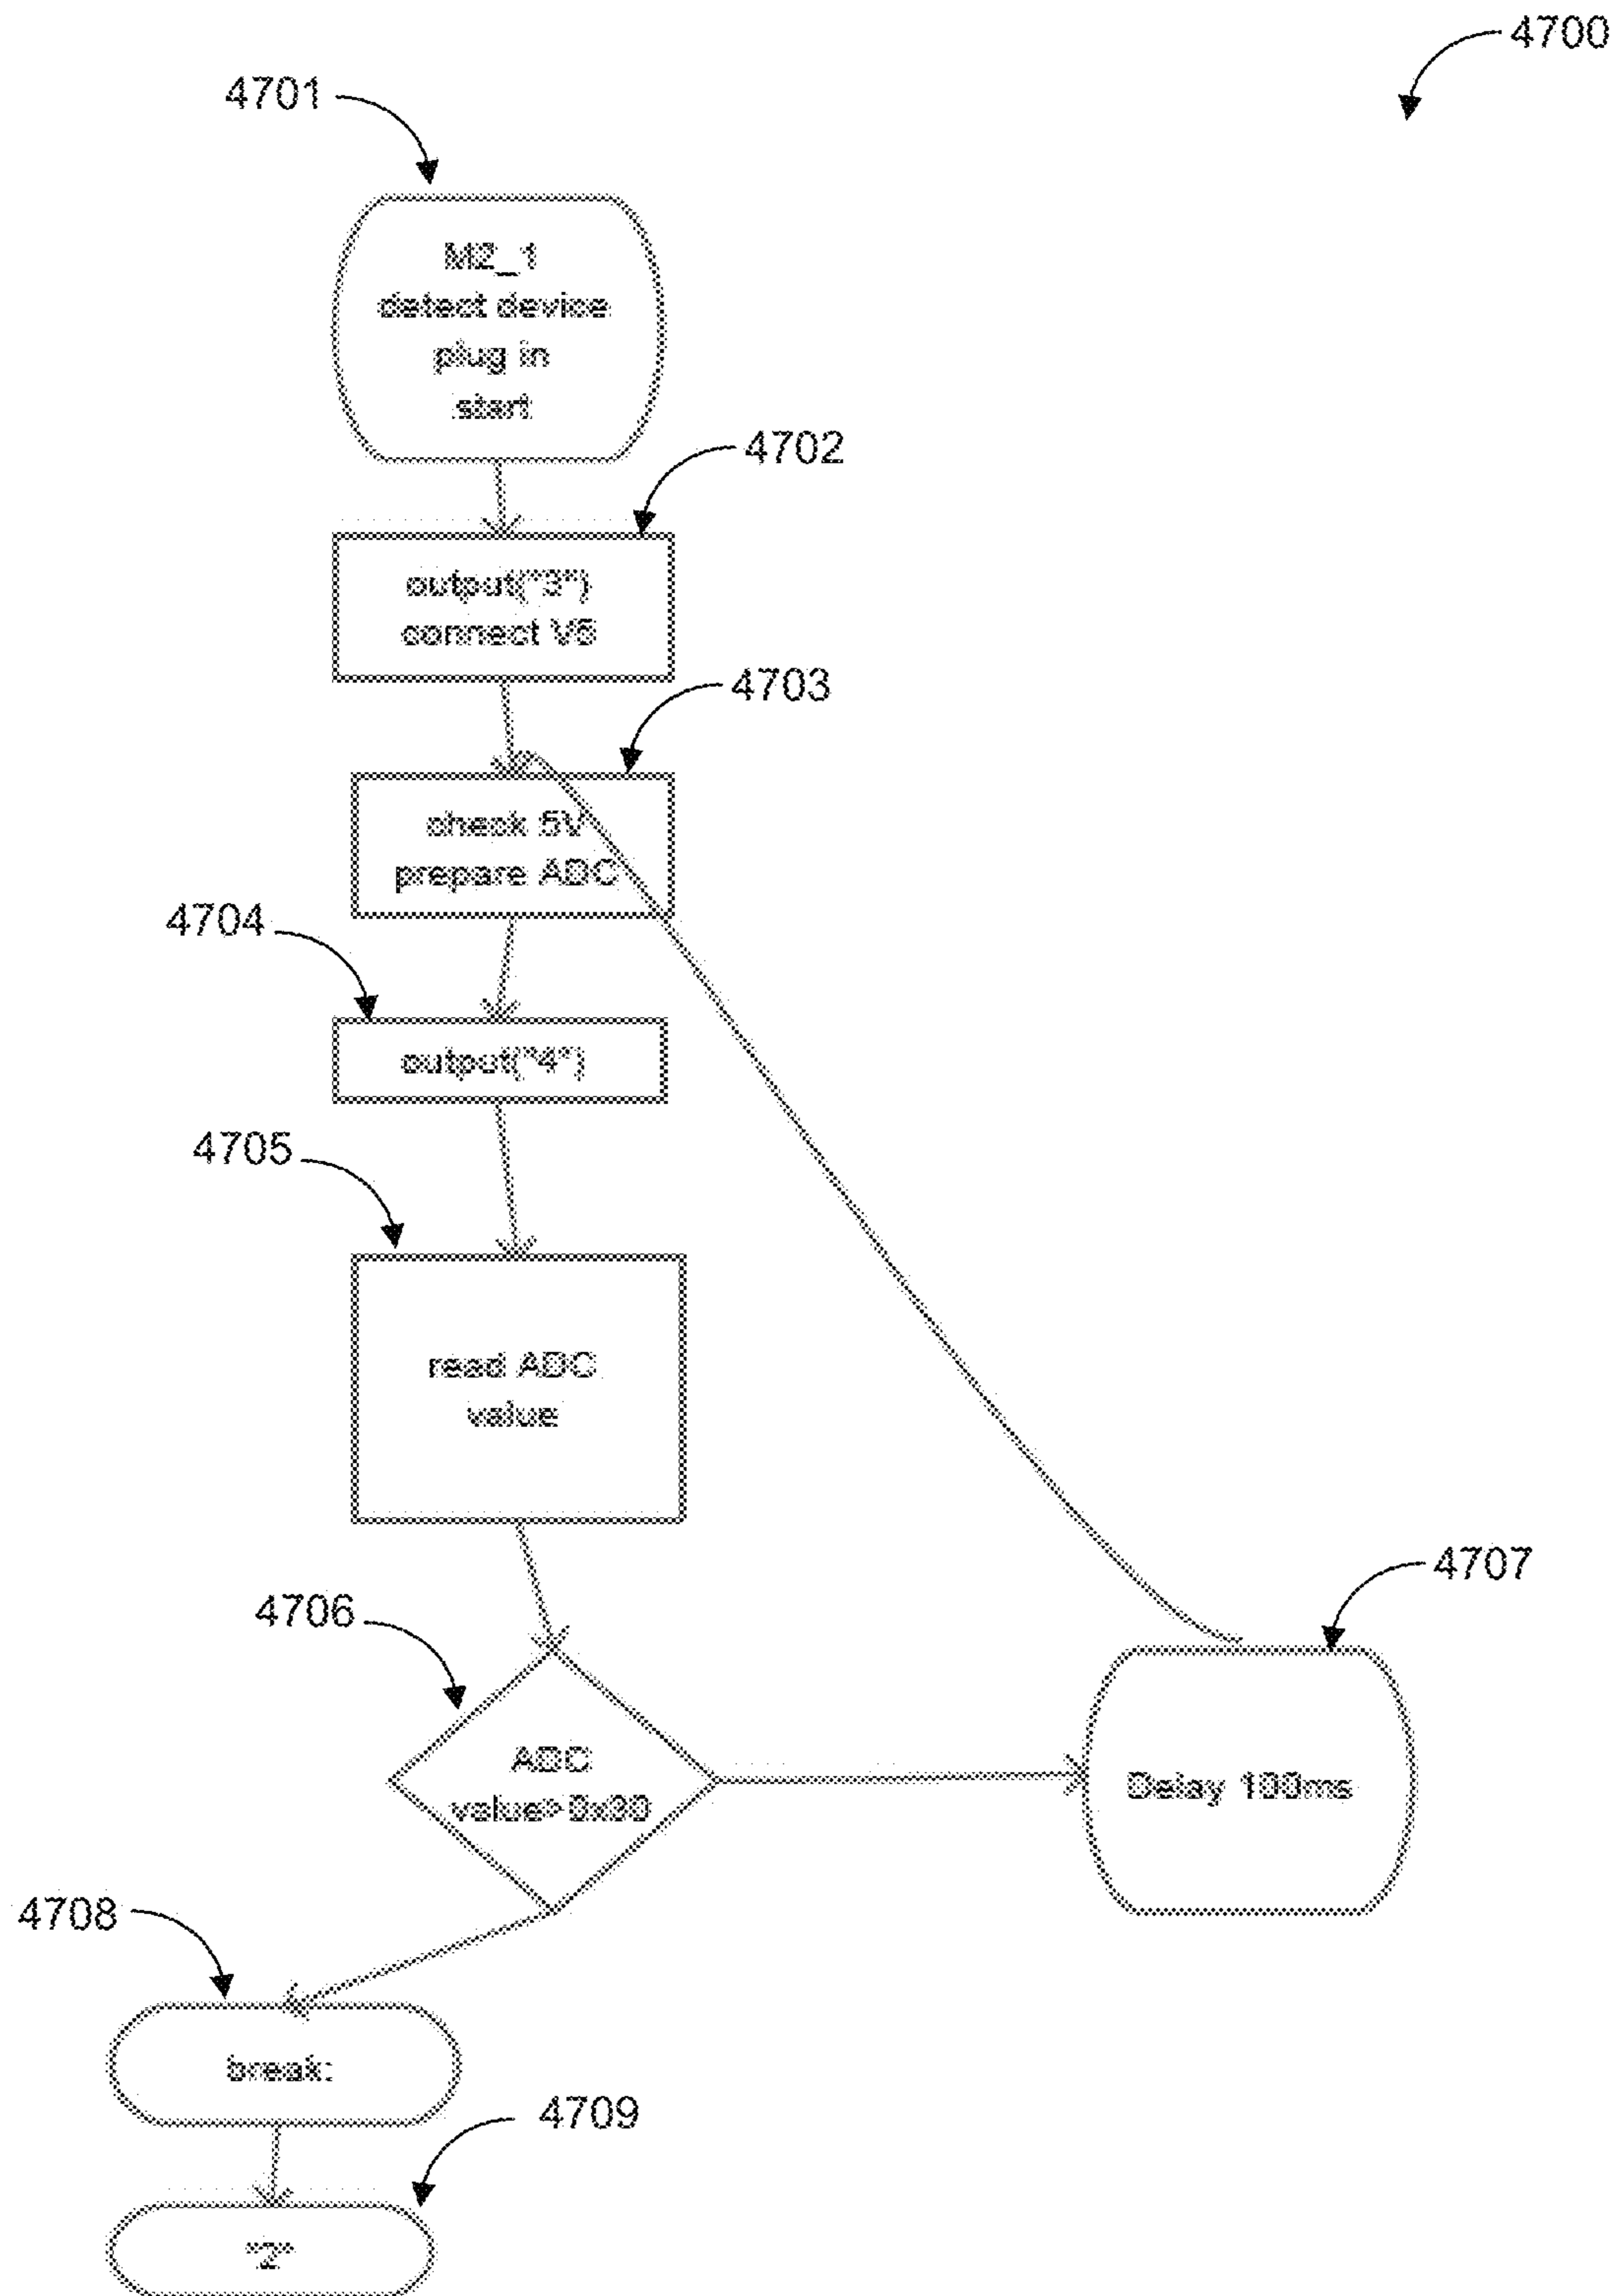 4700
4701
MZ_1
detect device
plug in
start
4702
output("3")
connect V5
4703
check 5V
prepare ADC
4704
output("4")
4705
read ADC
value
4706
ADC
value>0x30
4707
Delay 100ms
4708
break;
4709
"2"